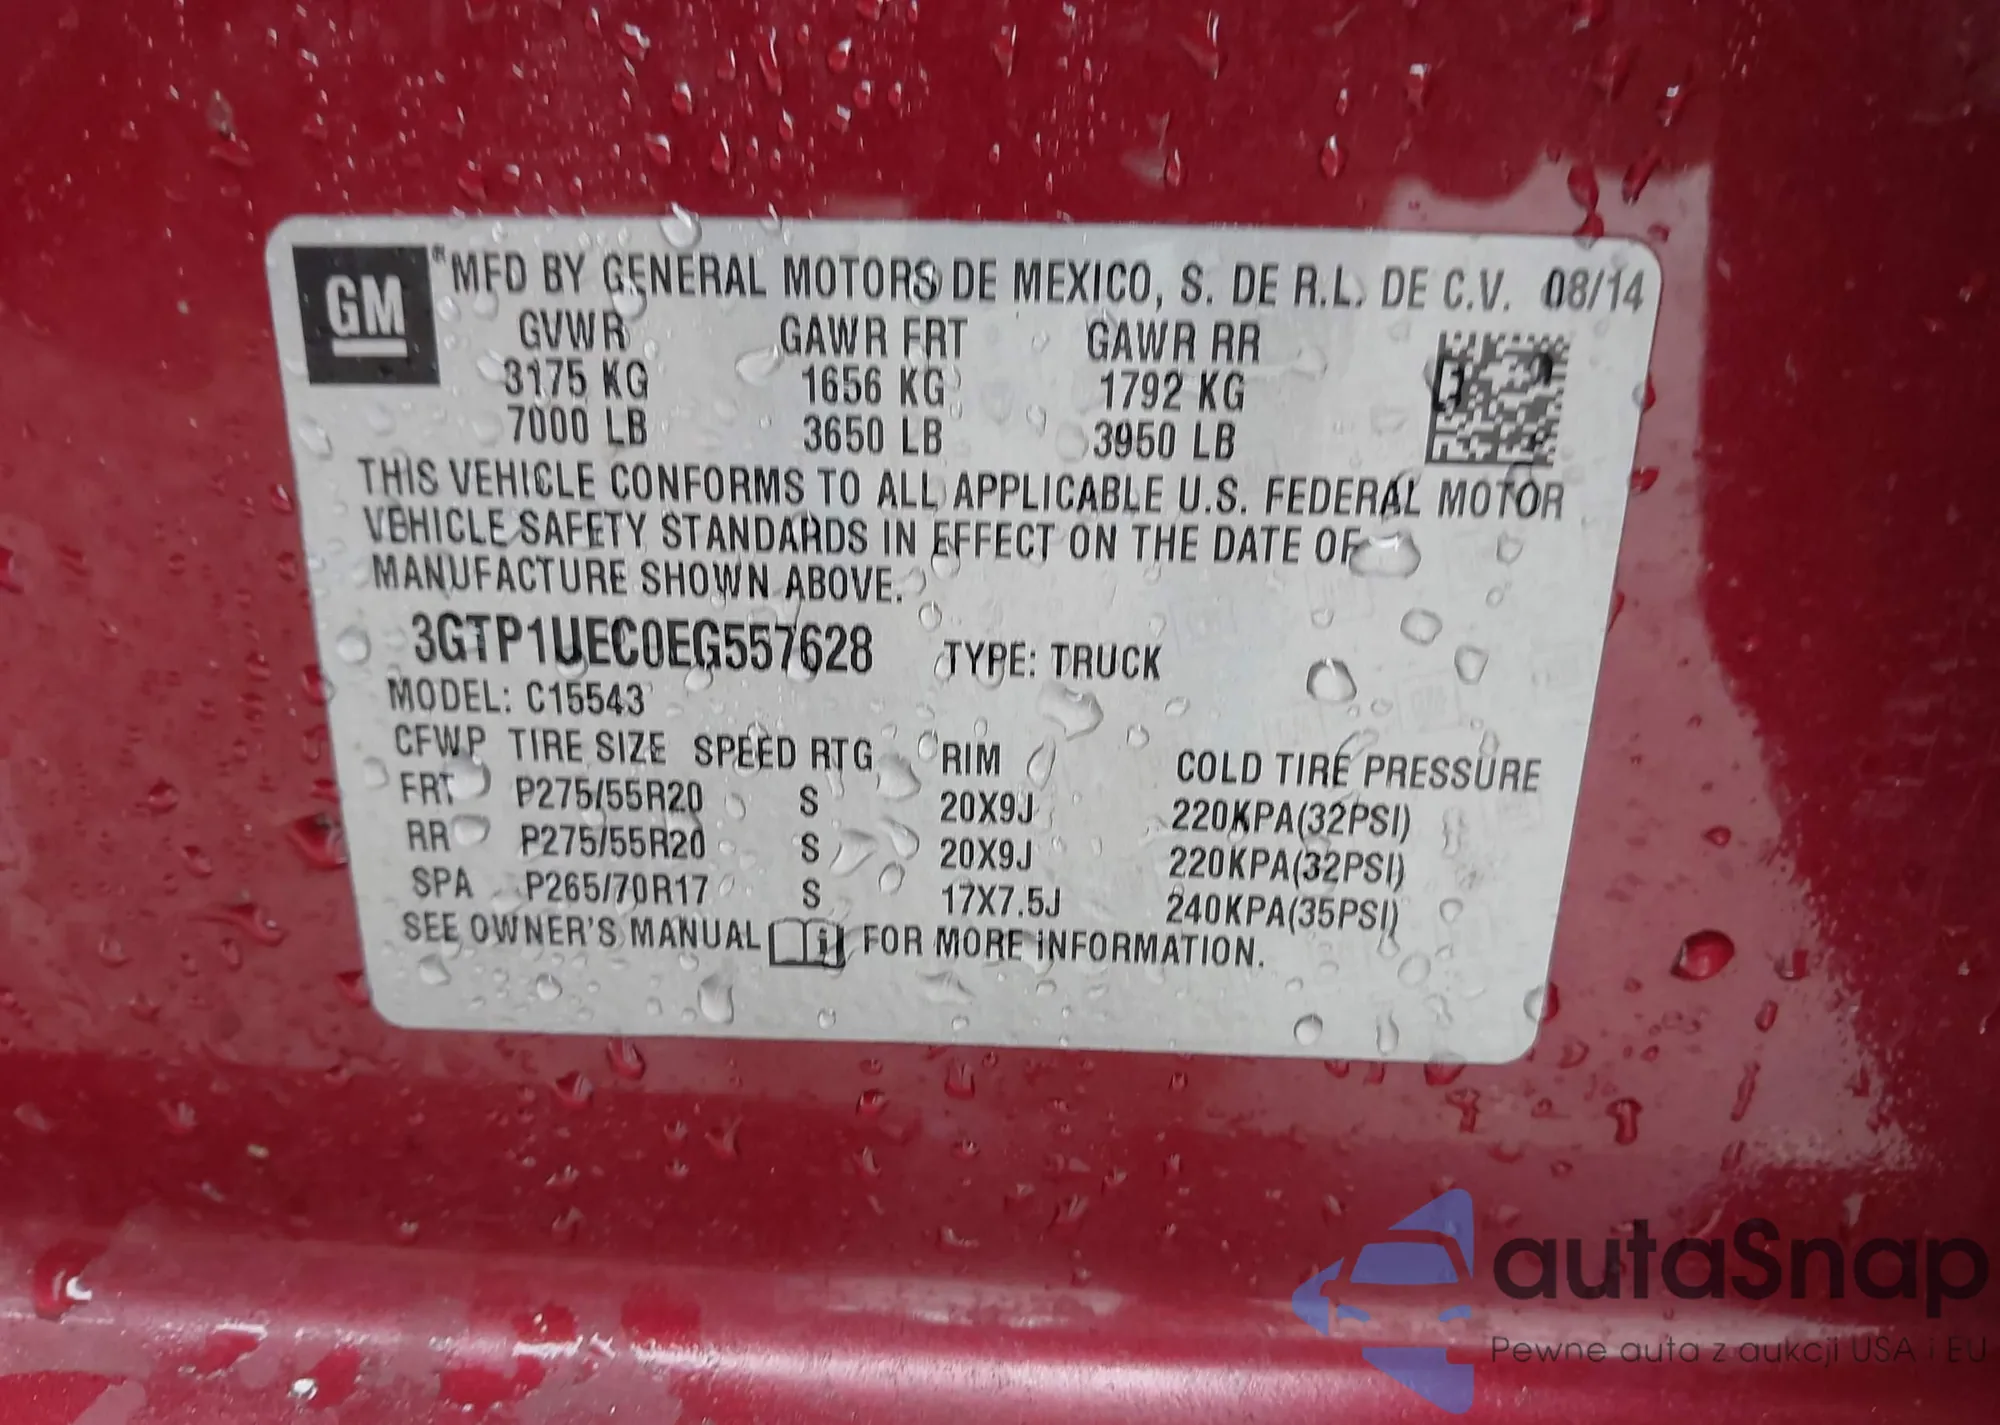 GM
®MFD BY GENERAL MOTORS DE MEXICO, S. DE R.L. DE C.V. 08/14
GVWR GAWR FRT GAWR RR
3175 KG 1656 KG 1792 KG
7000 LB 3650 LB 3950 LB
THIS VEHICLE CONFORMS TO ALL APPLICABLE U.S. FEDERAL MOTOR
VEHICLE SAFETY STANDARDS IN EFFECT ON THE DATE OF
MANUFACTURE SHOWN ABOVE.
3GTP1UEC0EG557628 TYPE: TRUCK
MODEL: C15543
CFWP TIRE SIZE SPEED RTG RIM COLD TIRE PRESSURE
FRT P275/55R20 S 20X9J 220KPA(32PSI)
RR P275/55R20 S 20X9J 220KPA(32PSI)
SPA P265/70R17 S 17X7.5J 240KPA(35PSI)
SEE OWNER'S MANUAL i FOR MORE INFORMATION.
autaSnap
Pewne auta z aukcji USA i EU